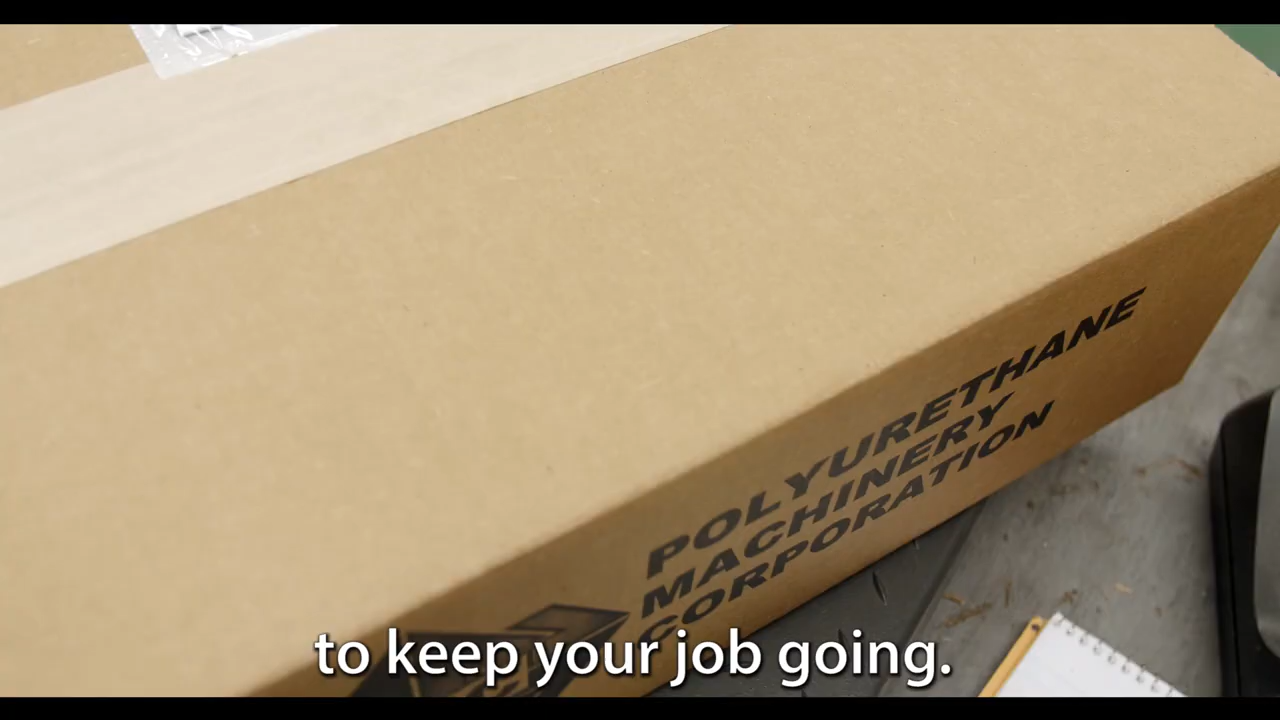 POLYURETHANE
MACHINERY
CORPORATION
to keep your job going.